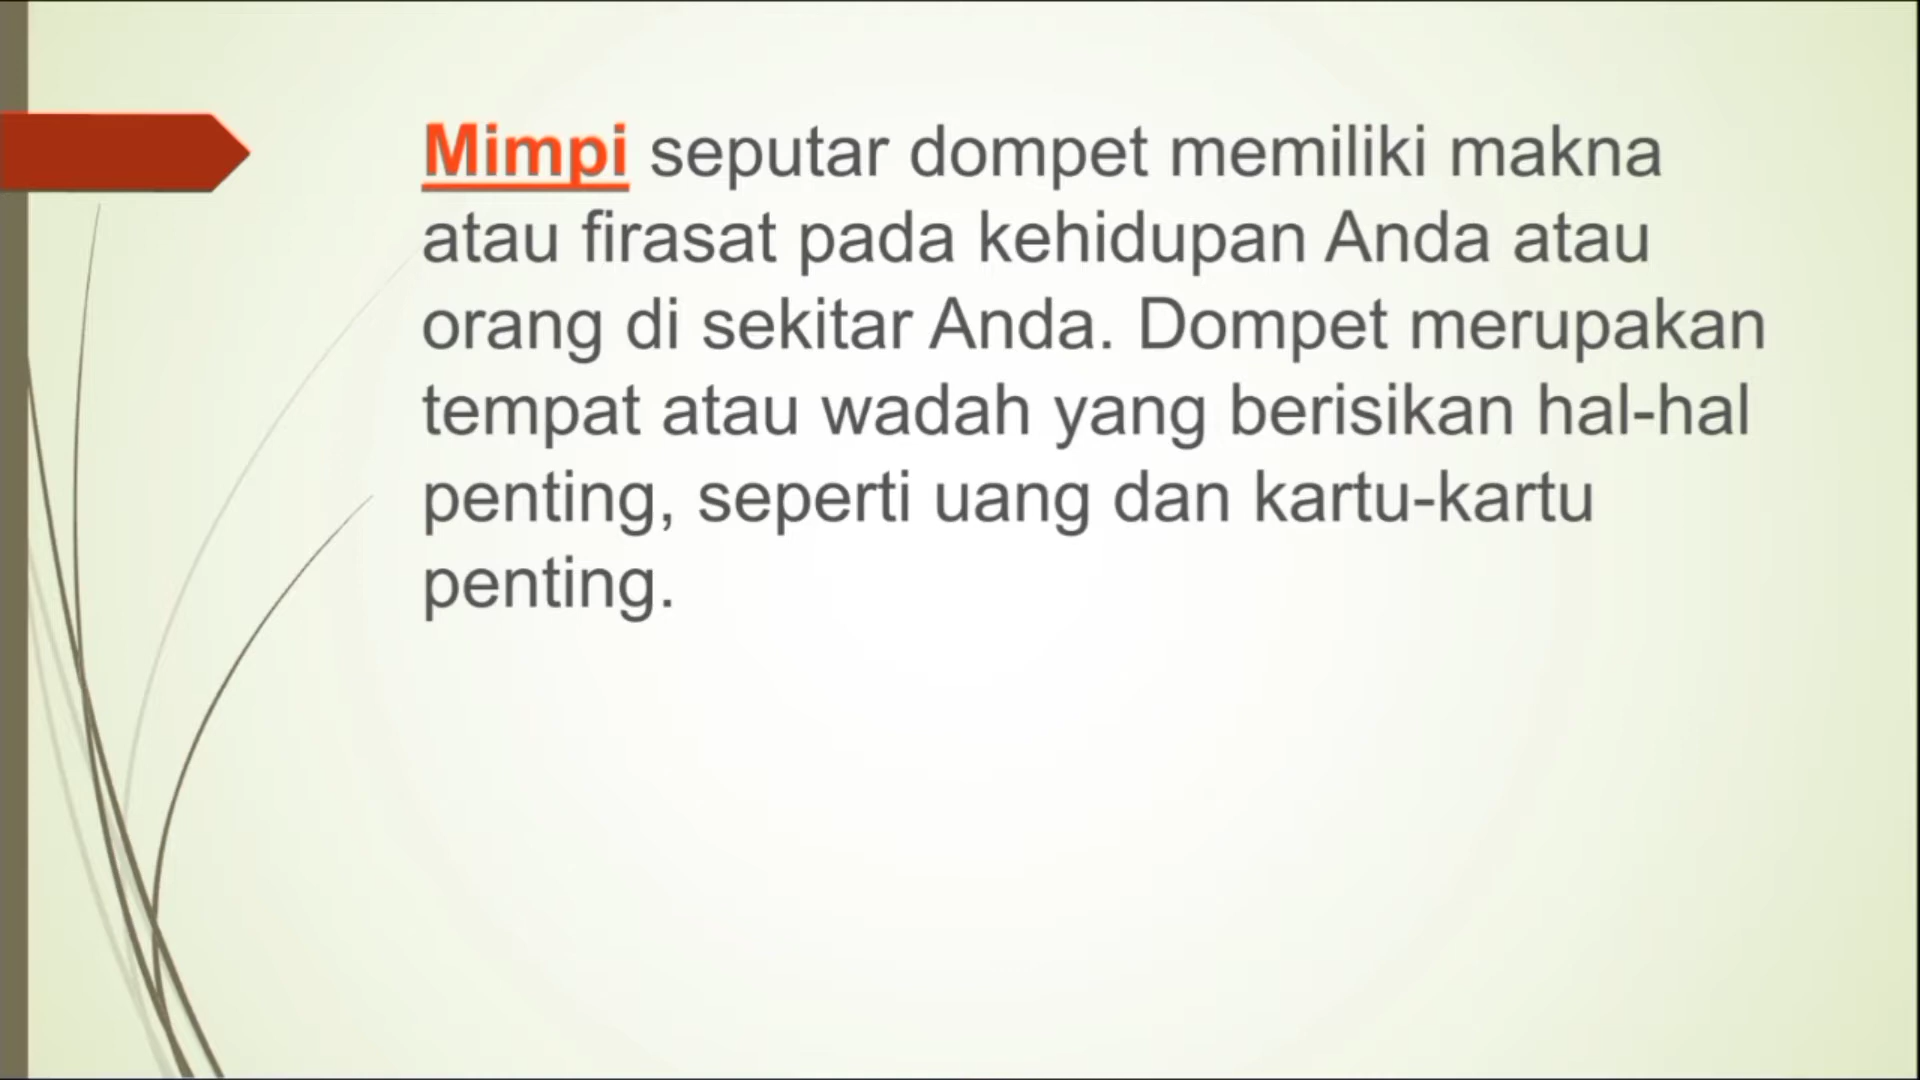 Mimpi seputar dompet memiliki makna
atau firasat pada kehidupan Anda atau
orang di sekitar Anda. Dompet merupakan
tempat atau wadah yang berisikan hal-hal
penting, seperti uang dan kartu-kartu
penting.